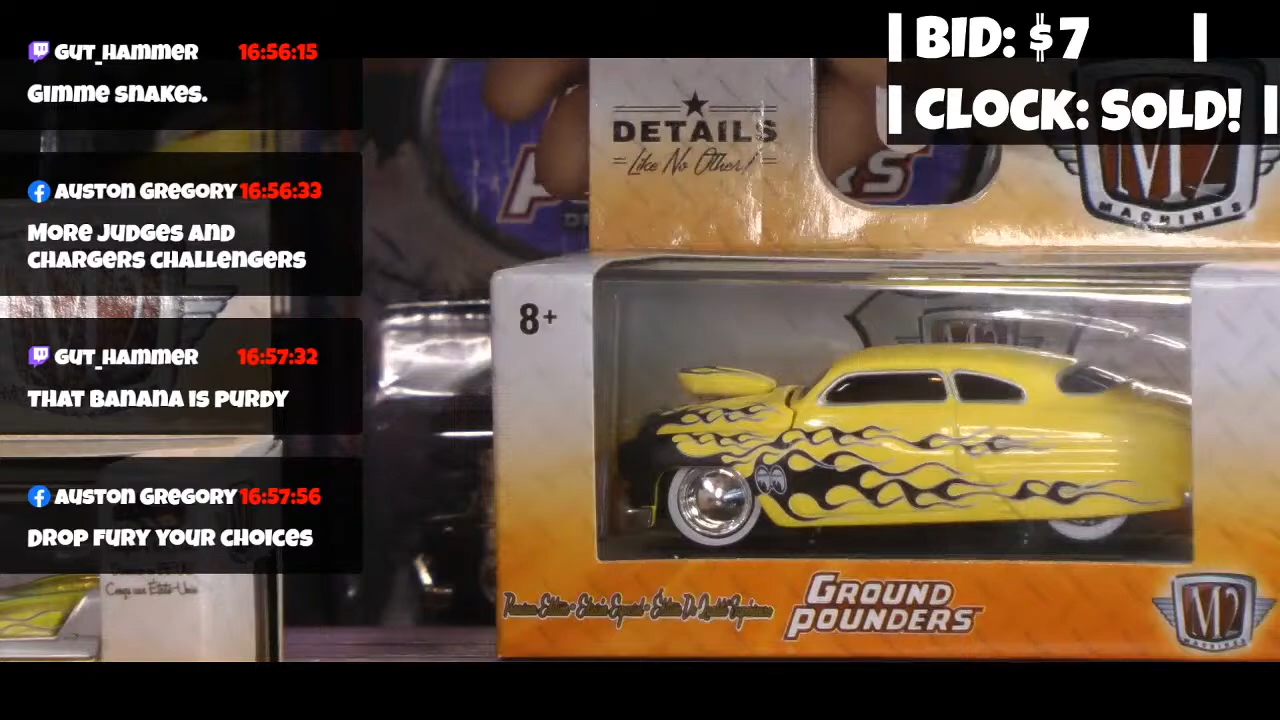 GUT_HAMMER 16:56:15
GIMME SNAKES.
AUSTON GREGORY 16:56:33
MORE JUDGES AND
CHARGERS CHALLENGERS
GUT_HAMMER 16:57:32
THAT BANANA IS PURDY
AUSTON GREGORY 16:57:56
DROP FURY YOUR CHOICES
| BID: $7 |
| CLOCK: SOLD! |
DETAILS
Like No Other!
M2
MACHINES
8+
GROUND
POUNDERS
M2
MACHINES